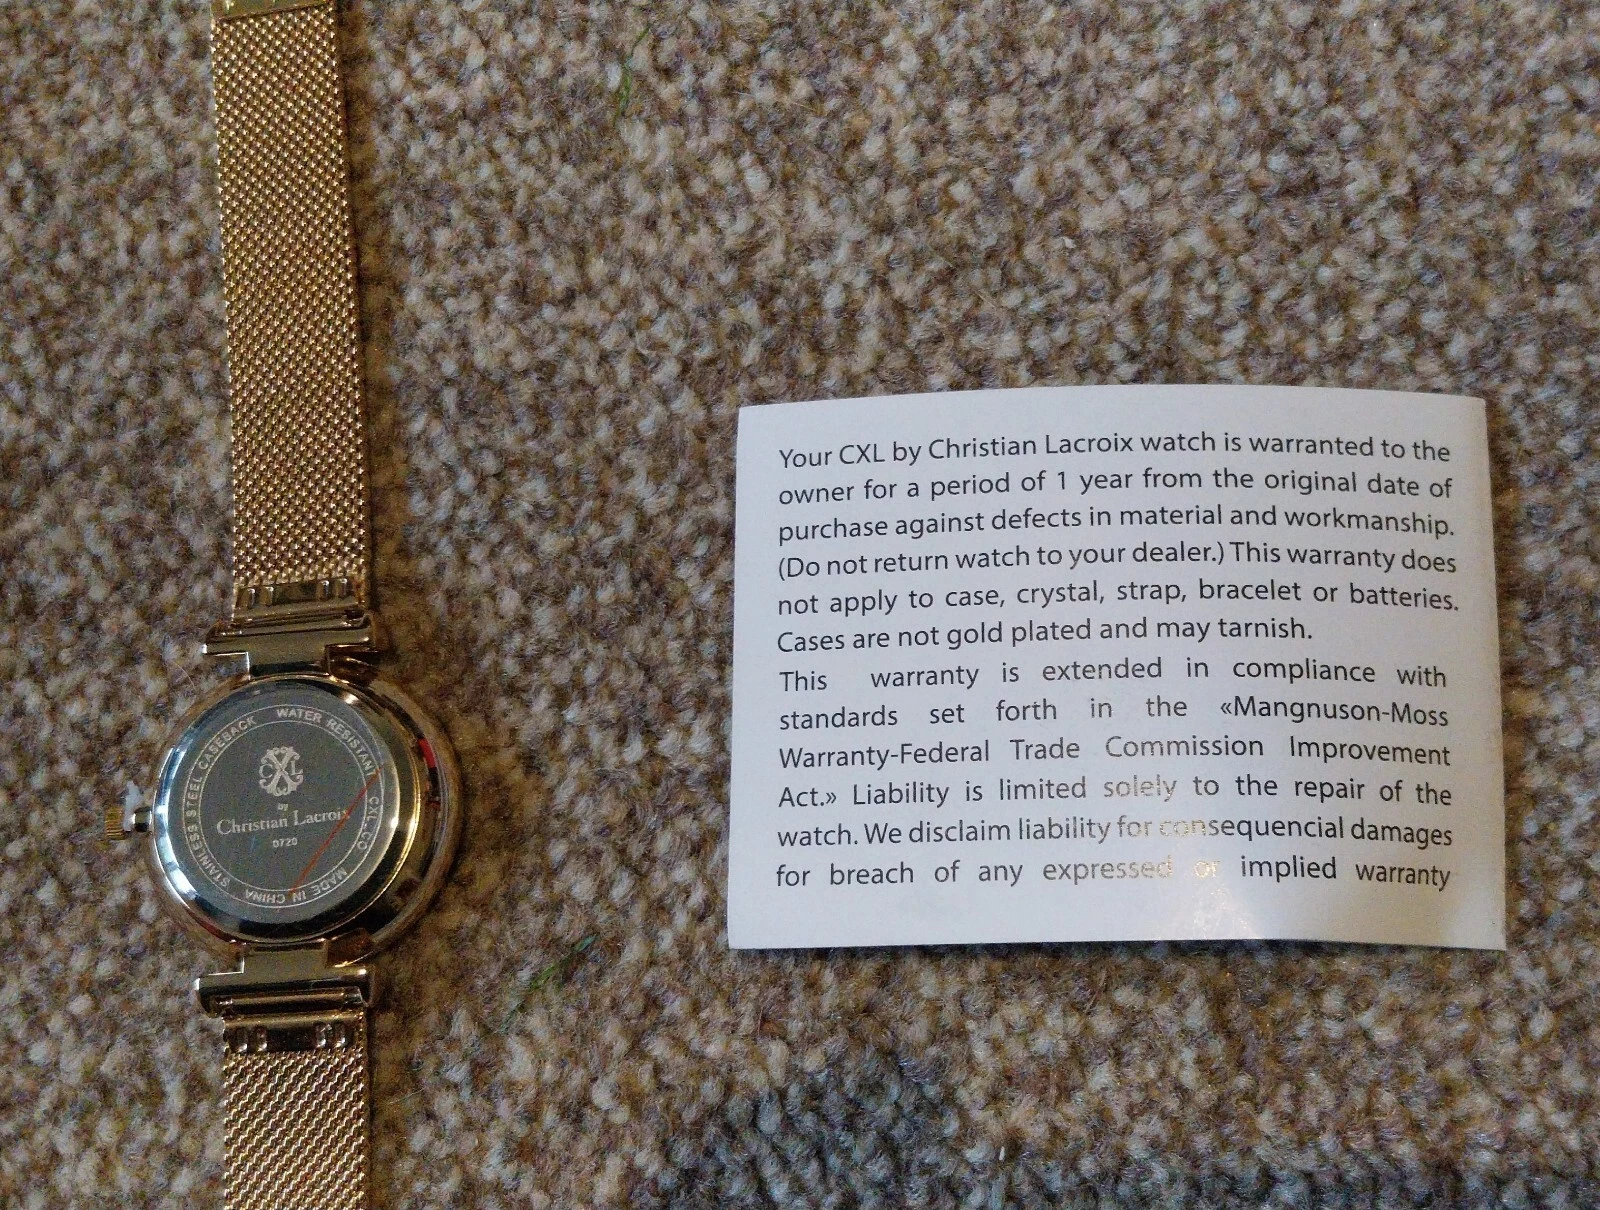 STAINLESS STEEL CASEBACK WATER RESISTANT CXL-CO MADE IN CHINA
CXL
by
Christian Lacroix
0720
Your CXL by Christian Lacroix watch is warranted to the
owner for a period of 1 year from the original date of
purchase against defects in material and workmanship.
(Do not return watch to your dealer.) This warranty does
not apply to case, crystal, strap, bracelet or batteries.
Cases are not gold plated and may tarnish.
This warranty is extended in compliance with
standards set forth in the «Mangnuson-Moss
Warranty-Federal Trade Commission Improvement
Act.» Liability is limited solely to the repair of the
watch. We disclaim liability for consequencial damages
for breach of any expressed or implied warranty